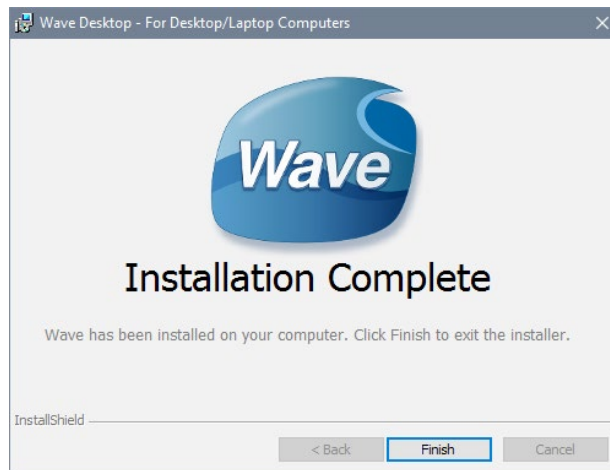 Wave Desktop - For Desktop/Laptop Computers
Wave
Installation Complete
Wave has been installed on your computer. Click Finish to exit the installer.
InstallShield
< Back Finish Cancel